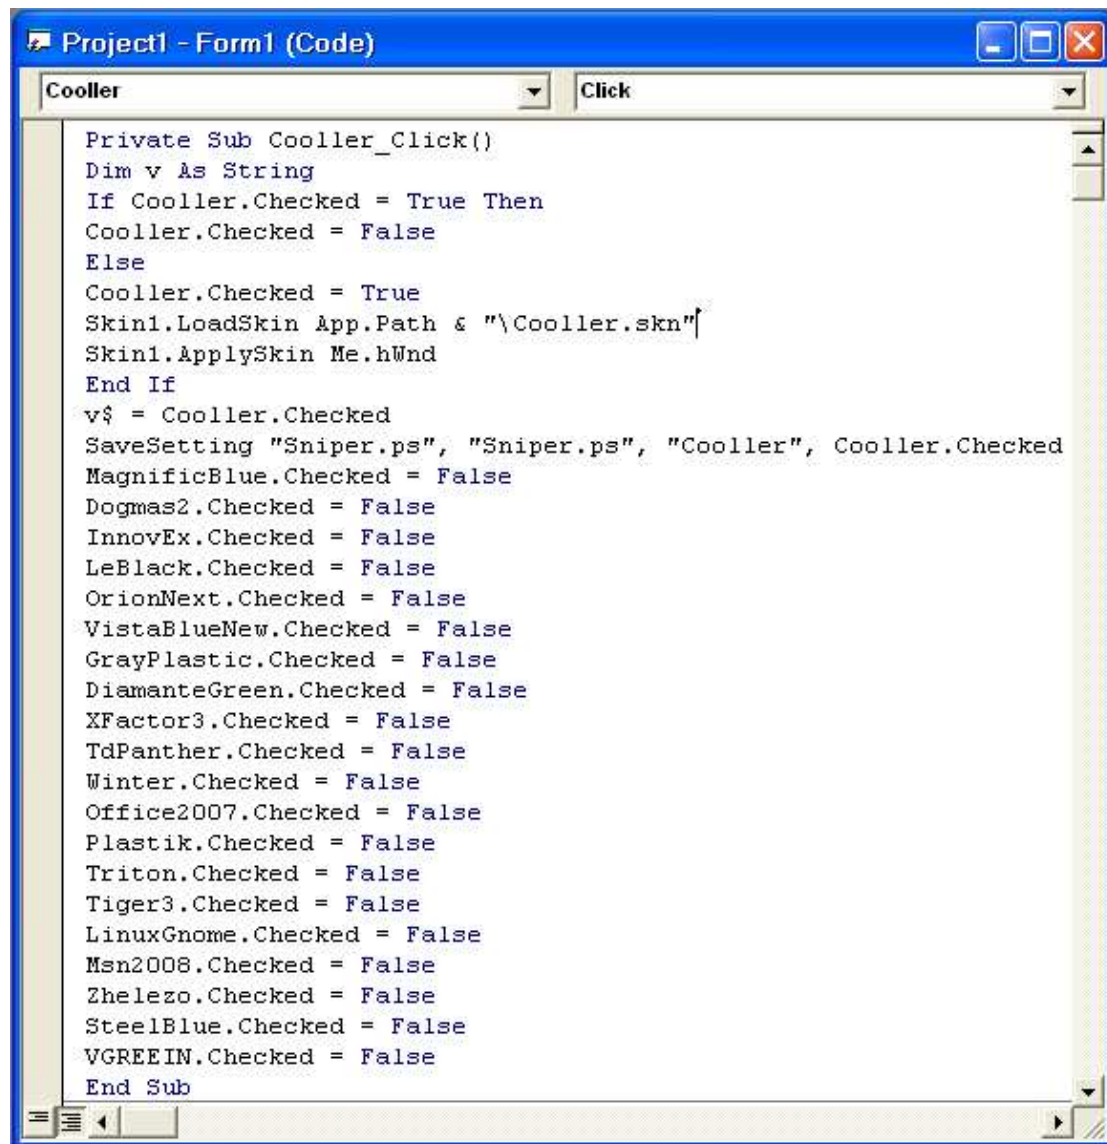 Project1 - Form1 (Code)
Cooller Click
Private Sub Cooller_Click()
Dim v As String
If Cooller.Checked = True Then
Cooller.Checked = False
Else
Cooller.Checked = True
Skin1.LoadSkin App.Path & "\Cooller.skn"
Skin1.ApplySkin Me.hWnd
End If
v$ = Cooller.Checked
SaveSetting "Sniper.ps", "Sniper.ps", "Cooller", Cooller.Checked
MagnificBlue.Checked = False
Dogmas2.Checked = False
InnovEx.Checked = False
LeBlack.Checked = False
OrionNext.Checked = False
VistaBlueNew.Checked = False
GrayPlastic.Checked = False
DiamanteGreen.Checked = False
XFactor3.Checked = False
TdPanther.Checked = False
Winter.Checked = False
Office2007.Checked = False
Plastik.Checked = False
Triton.Checked = False
Tiger3.Checked = False
LinuxGnome.Checked = False
Msn2008.Checked = False
Zhelezo.Checked = False
SteelBlue.Checked = False
VGREEIN.Checked = False
End Sub